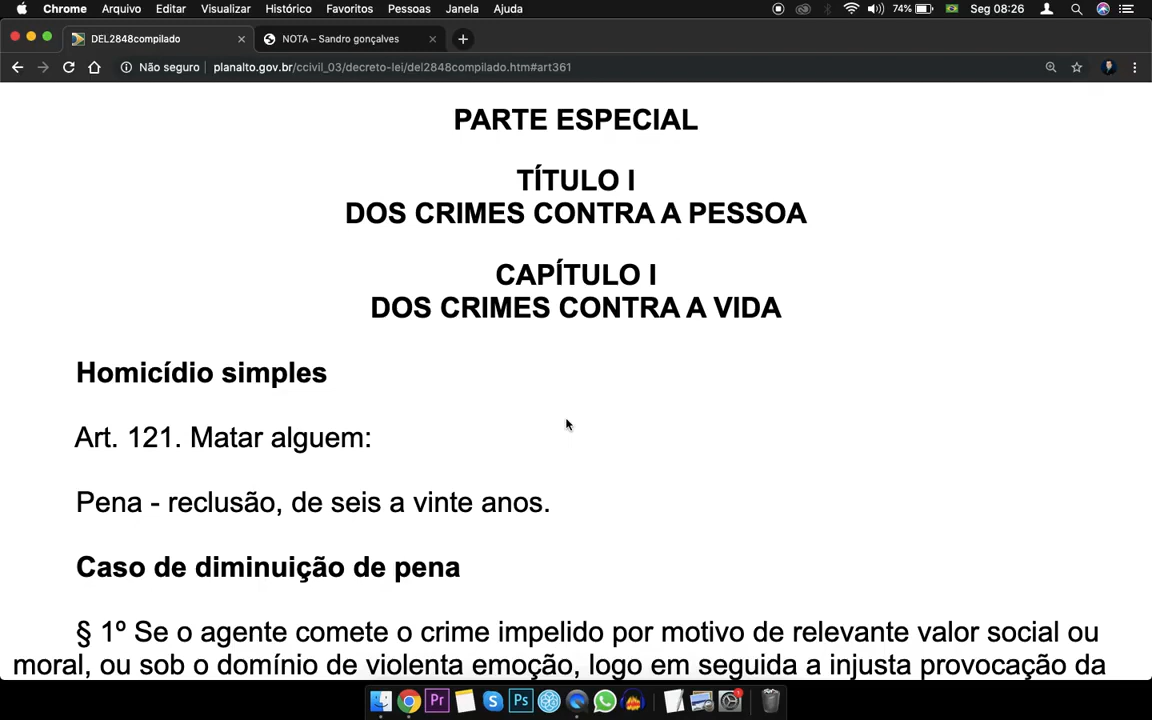 Chrome Arquivo Editar Visualizar Histórico Favoritos Pessoas Janela Ajuda 74% Seg 08:26
DEL2848compilado NOTA – Sandro gonçalves
Não seguro planalto.gov.br/ccivil_03/decreto-lei/del2848compilado.htm#art361
PARTE ESPECIAL
TÍTULO I
DOS CRIMES CONTRA A PESSOA
CAPÍTULO I
DOS CRIMES CONTRA A VIDA
Homicídio simples
Art. 121. Matar alguem:
Pena - reclusão, de seis a vinte anos.
Caso de diminuição de pena
§ 1º Se o agente comete o crime impelido por motivo de relevante valor social ou
moral, ou sob o domínio de violenta emoção, logo em seguida a injusta provocação da
Pr Ps